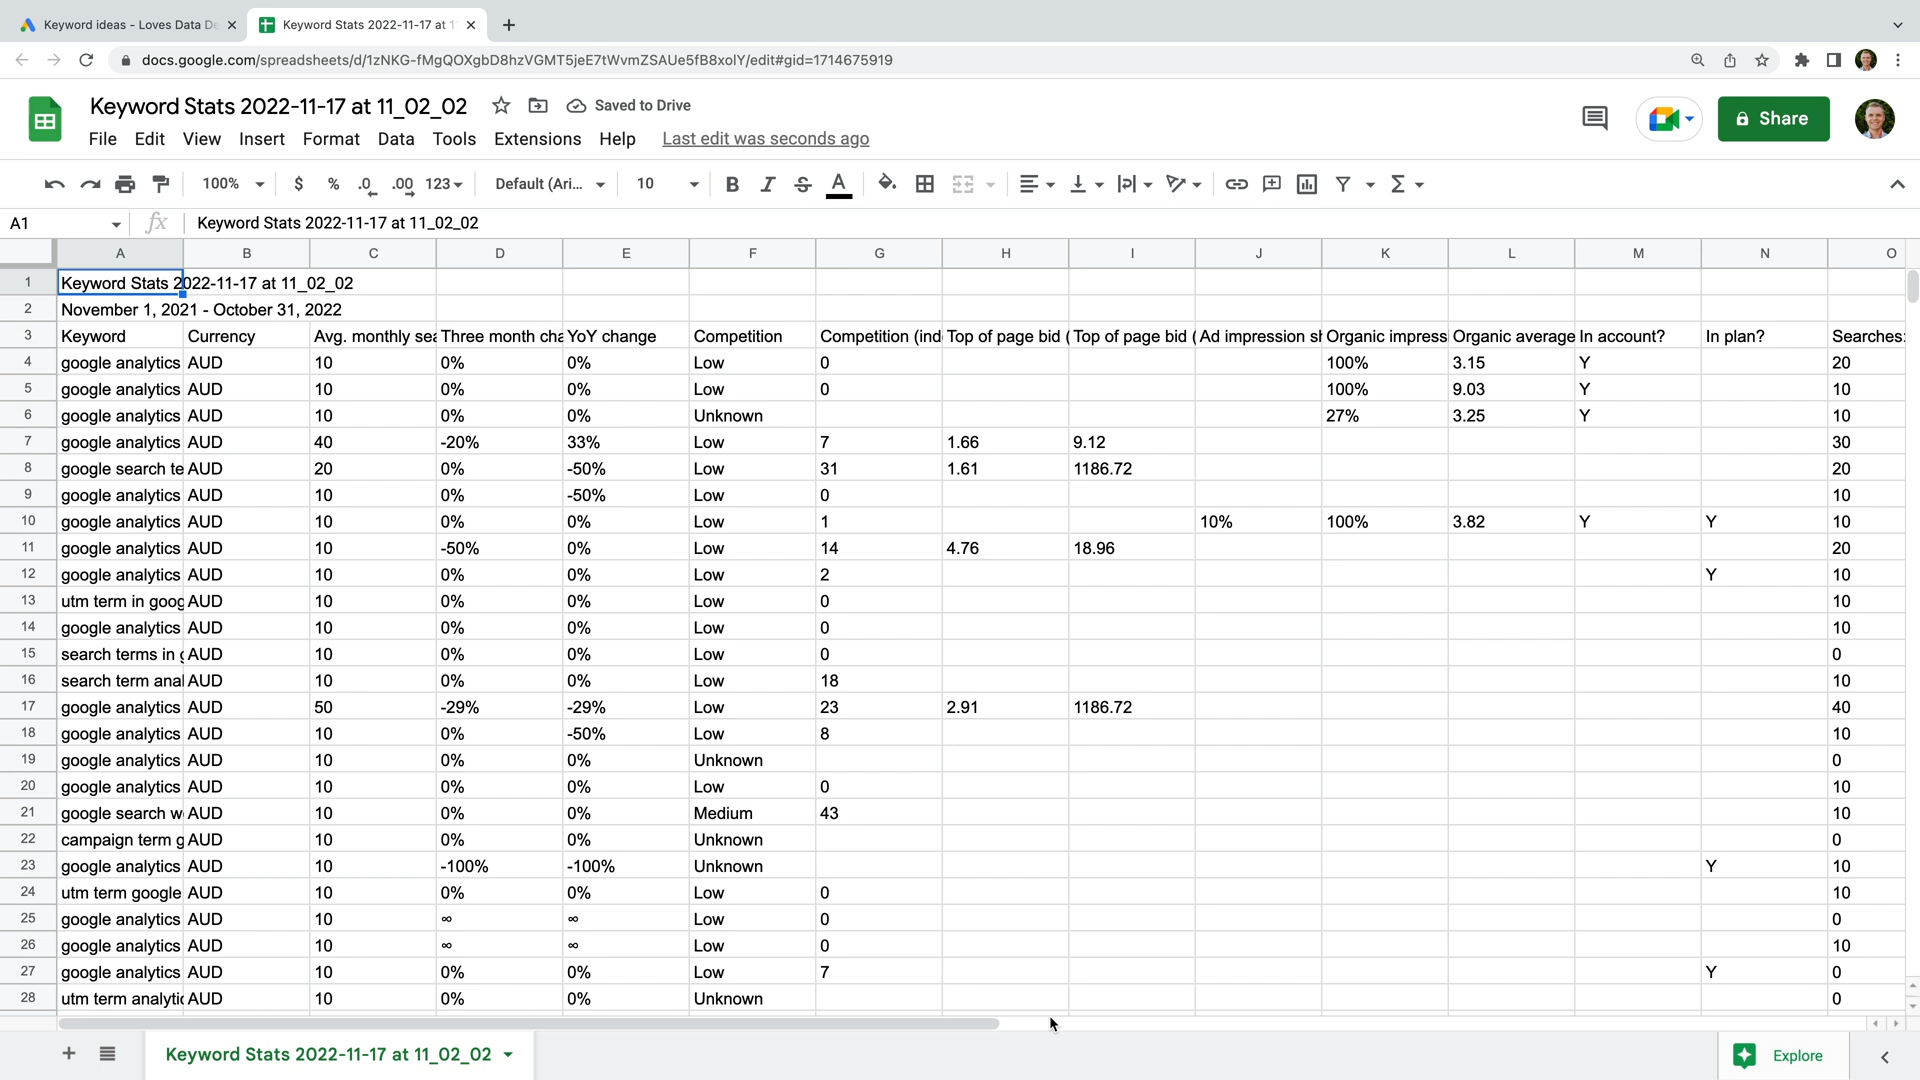 Keyword ideas - Loves Data
Keyword Stats 2022-11-17 at
docs.google.com/spreadsheets/d/1zNKG-fMgQOXgbD8hzVGMT5jeE7tWvmZSAUe5fB8xolY/edit#gid=1714675919
Keyword Stats 2022-11-17 at 11_02_02 Saved to Drive
File Edit View Insert Format Data Tools Extensions Help Last edit was seconds ago
Share
100% $ % .0 .00 123 Default (Ari... 10 B I S A Σ
A1 fx Keyword Stats 2022-11-17 at 11_02_02
A B C D E F G H I J K L M N O
1 Keyword Stats 2022-11-17 at 11_02_02
2 November 1, 2021 - October 31, 2022
3 Keyword Currency Avg. monthly sea Three month cha YoY change Competition Competition (ind Top of page bid ( Top of page bid ( Ad impression sh Organic impress Organic average In account? In plan? Searches:
4 google analytics AUD 10 0% 0% Low 0 100% 3.15 Y 20
5 google analytics AUD 10 0% 0% Low 0 100% 9.03 Y 10
6 google analytics AUD 10 0% 0% Unknown 27% 3.25 Y 10
7 google analytics AUD 40 -20% 33% Low 7 1.66 9.12 30
8 google search te AUD 20 0% -50% Low 31 1.61 1186.72 20
9 google analytics AUD 10 0% -50% Low 0 10
10 google analytics AUD 10 0% 0% Low 1 10% 100% 3.82 Y Y 10
11 google analytics AUD 10 -50% 0% Low 14 4.76 18.96 20
12 google analytics AUD 10 0% 0% Low 2 Y 10
13 utm term in goog AUD 10 0% 0% Low 0 10
14 google analytics AUD 10 0% 0% Low 0 10
15 search terms in g AUD 10 0% 0% Low 0 0
16 search term anal AUD 10 0% 0% Low 18 10
17 google analytics AUD 50 -29% -29% Low 23 2.91 1186.72 40
18 google analytics AUD 10 0% -50% Low 8 10
19 google analytics AUD 10 0% 0% Unknown 0
20 google analytics AUD 10 0% 0% Low 0 10
21 google search w AUD 10 0% 0% Medium 43 10
22 campaign term g AUD 10 0% 0% Unknown 0
23 google analytics AUD 10 -100% -100% Unknown Y 10
24 utm term google AUD 10 0% 0% Low 0 10
25 google analytics AUD 10 ∞ ∞ Low 0 0
26 google analytics AUD 10 ∞ ∞ Low 0 10
27 google analytics AUD 10 0% 0% Low 7 Y 0
28 utm term analytic AUD 10 0% 0% Unknown 0
Keyword Stats 2022-11-17 at 11_02_02 Explore